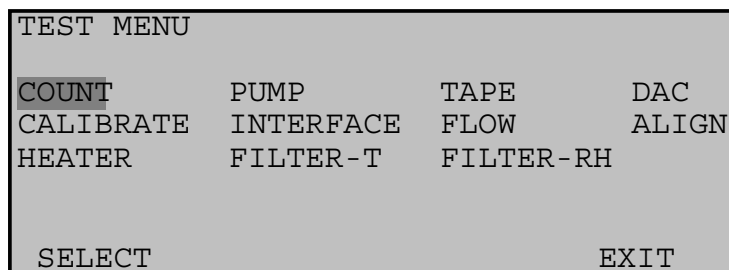 TEST MENU
COUNT PUMP TAPE DAC
CALIBRATE INTERFACE FLOW ALIGN
HEATER FILTER-T FILTER-RH
SELECT EXIT